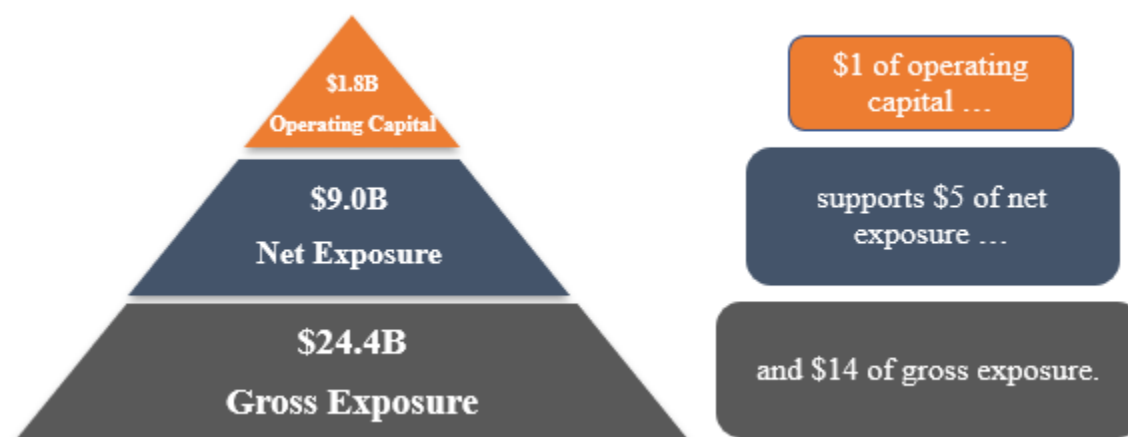 $1.8B
Operating Capital
$9.0B
Net Exposure
$24.4B
Gross Exposure
$1 of operating
capital …
supports $5 of net
exposure …
and $14 of gross exposure.